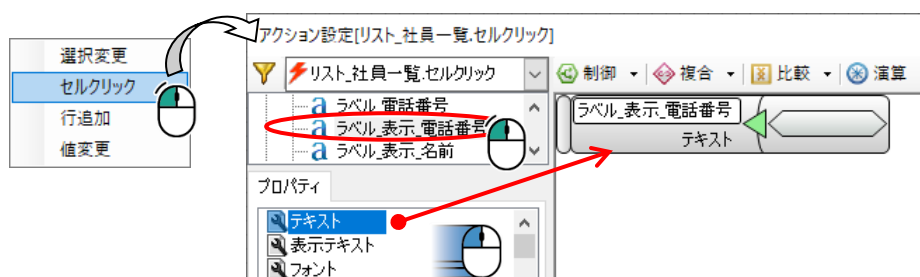 選択変更
セルクリック
行追加
値変更
アクション設定[リスト_社員一覧.セルクリック]
リスト_社員一覧.セルクリック
制御
複合
比較
演算
a ラベル_電話番号
a ラベル_表示_電話番号
a ラベル_表示_名前
ラベル_表示_電話番号
テキスト
プロパティ
テキスト
表示テキスト
フォント